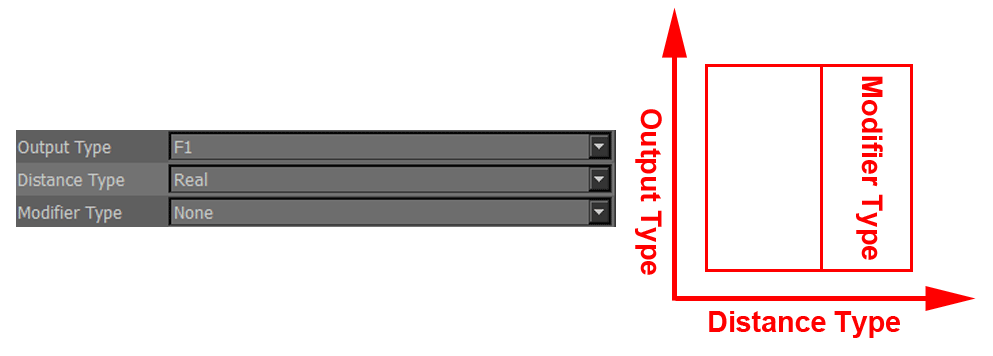 Output Type F1
Distance Type Real
Modifier Type None
Output Type
Modifier Type
Distance Type